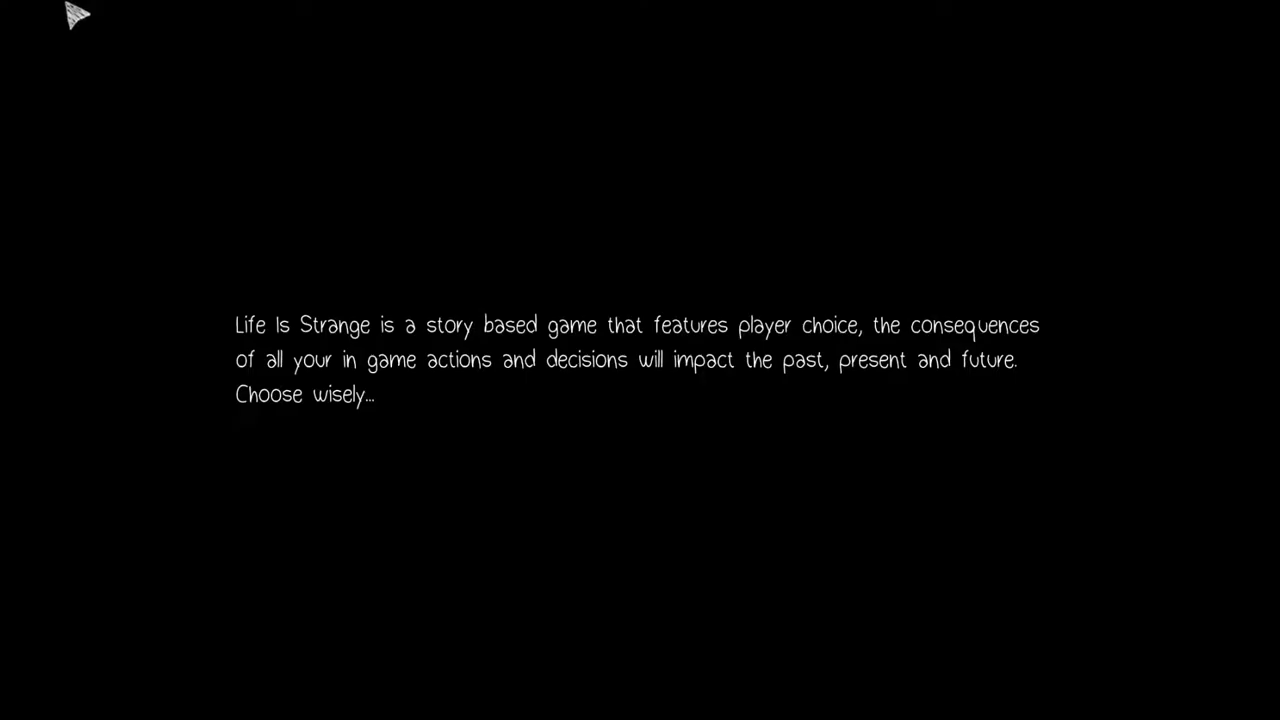 Life Is Strange is a story based game that features player choice, the consequences
of all your in game actions and decisions will impact the past, present and future.
Choose wisely...